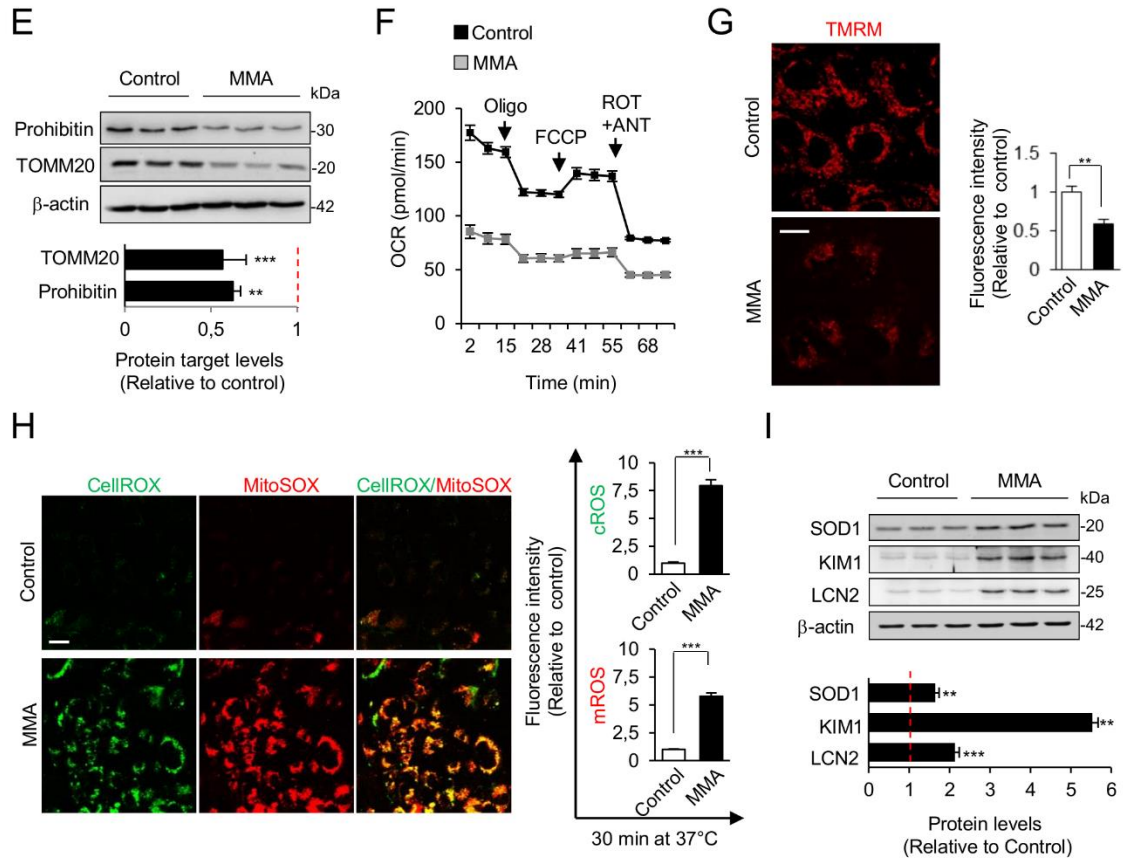 E
Control MMA
kDa
Prohibitin
-30
TOMM20
-20
β-actin
-42
TOMM20
***
Prohibitin
**
0 0,5 1
Protein target levels
(Relative to control)
F
Control
MMA
OCR (pmol/min)
200
150
100
50
0
Oligo
FCCP
ROT
+ANT
2 15 28 41 55 68
Time (min)
G
TMRM
Control
MMA
Fluorescence intensity
(Relative to control)
1.5
1
0.5
0
**
Control
MMA
H
CellROX
MitoSOX
CellROX/MitoSOX
Control
MMA
Fluorescence intensity
(Relative to control)
cROS
10
7,5
5
2,5
0
***
Control
MMA
mROS
10
7,5
5
2,5
0
***
Control
MMA
30 min at 37°C
I
Control MMA
kDa
SOD1
-20
KIM1
-40
LCN2
-25
β-actin
-42
SOD1
**
KIM1
**
LCN2
***
0 1 2 3 4 5 6
Protein levels
(Relative to Control)